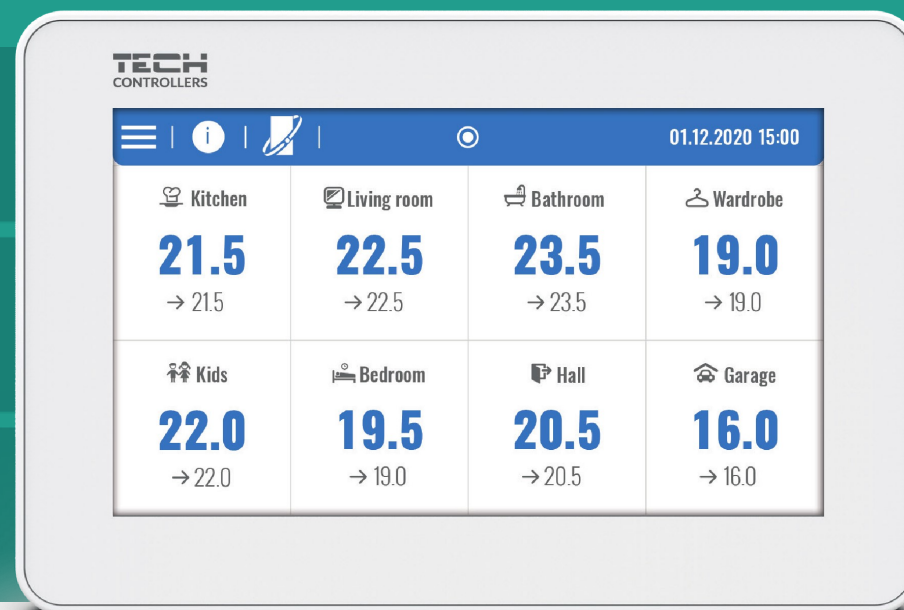 TECH
CONTROLLERS
01.12.2020 15:00
Kitchen
21.5
→ 21.5
Living room
22.5
→ 22.5
Bathroom
23.5
→ 23.5
Wardrobe
19.0
→ 19.0
Kids
22.0
→ 22.0
Bedroom
19.5
→ 19.0
Hall
20.5
→ 20.5
Garage
16.0
→ 16.0